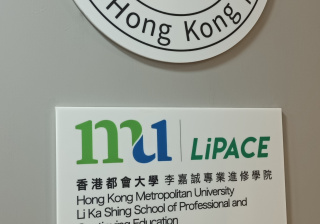 Hong Kong
mu LiPACE
香港都會大學 李嘉誠專業進修學院
Hong Kong Metropolitan University
Li Ka Shing School of Professional and
Education